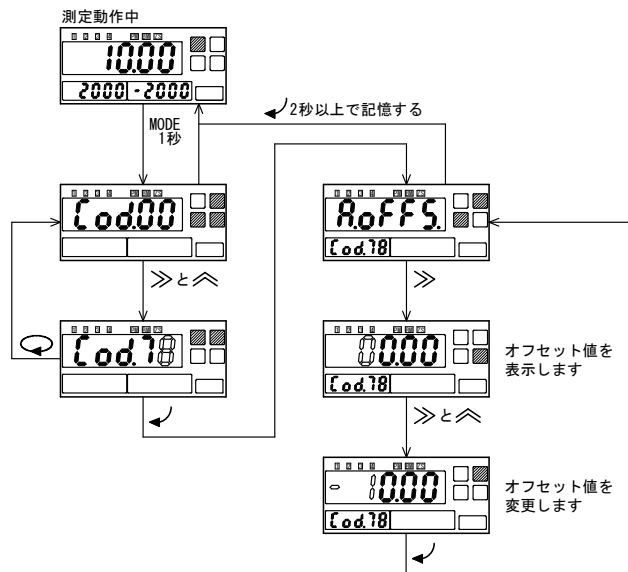 測定動作中
10.00
2000 -2000
MODE
1秒
2秒以上で記憶する
Cod.00
≫と︽
Cod.78
A.oFFS.
Cod.78
≫
00.00
Cod.78
オフセット値を
表示します
≫と︽
- 10.00
Cod.78
オフセット値を
変更します